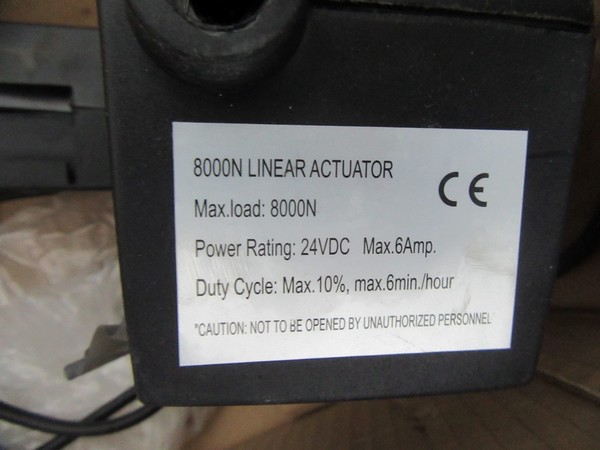 8000N LINEAR ACTUATOR
CE
Max.load: 8000N
Power Rating: 24VDC Max.6Amp.
Duty Cycle: Max.10%, max.6min./hour
*CAUTION: NOT TO BE OPENED BY UNAUTHORIZED PERSONNEL